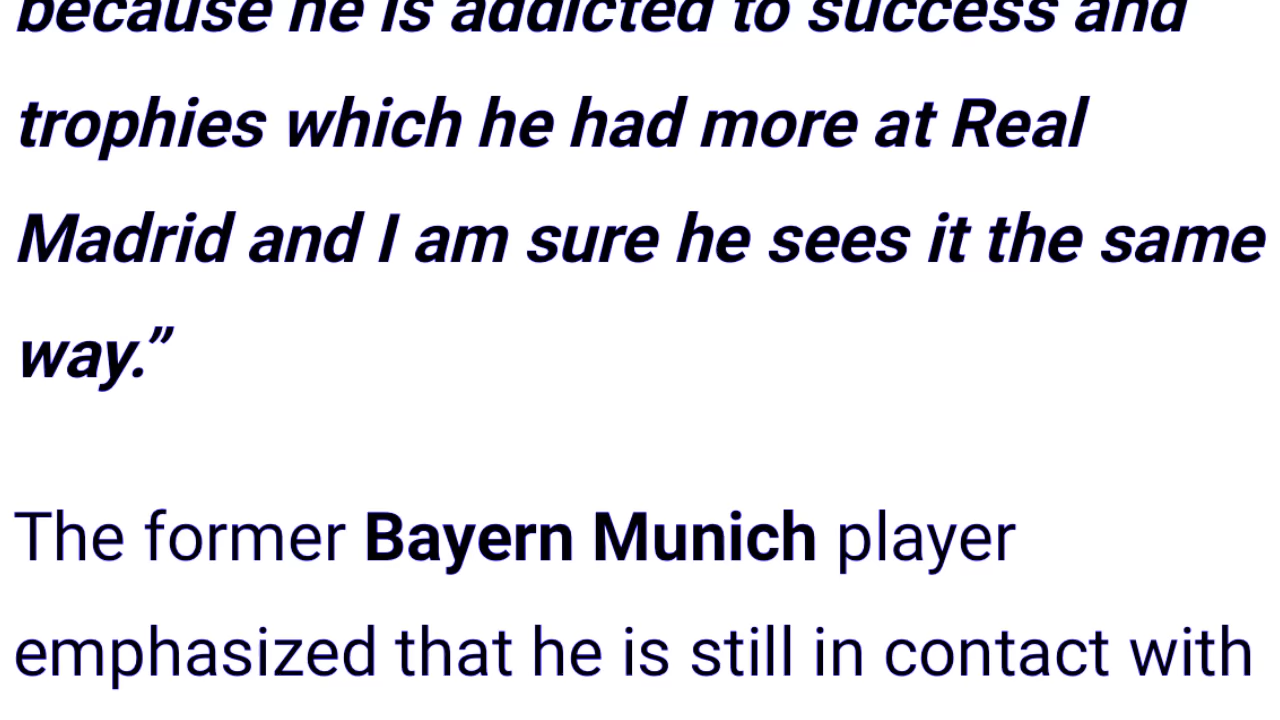 because he is addicted to success and
trophies which he had more at Real
Madrid and I am sure he sees it the same
way.”
The former Bayern Munich player
emphasized that he is still in contact with